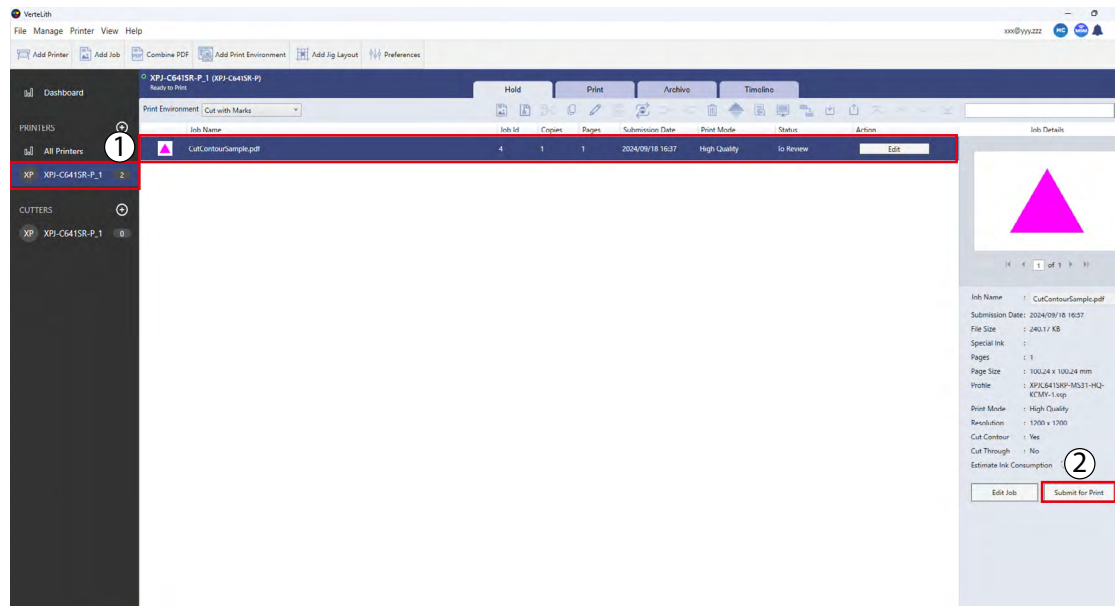 VerteLith
File Manage Printer View Help
xxx@yyy.zzz MC
Add Printer Add Job Combine PDF Add Print Environment Add Jig Layout Preferences
Dashboard
XPJ-C641SR-P_1 (XPJ-C641SR-P)
Ready to Print
Hold Print Archive Timeline
Print Environment Cut with Marks
PRINTERS
Job Name Job Id Copies Pages Submission Date Print Mode Status Action Job Details
1
All Printers
CutContourSample.pdf 4 1 1 2024/09/18 16:37 High Quality To Review Edit
XP XPJ-C641SR-P_1 2
CUTTERS
XP XPJ-C641SR-P_1 0
1 of 1
Job Name : CutContourSample.pdf
Submission Date : 2024/09/18 16:37
File Size : 240.17 KB
Special Ink :
Pages : 1
Page Size : 100.24 x 100.24 mm
Profile : XPJC641SRP-MS31-HQ-
KCMY-1.ssp
Print Mode : High Quality
Resolution : 1200 x 1200
Cut Contour : Yes
Cut Through : No
Estimate Ink Consumption
2
Edit Job Submit for Print